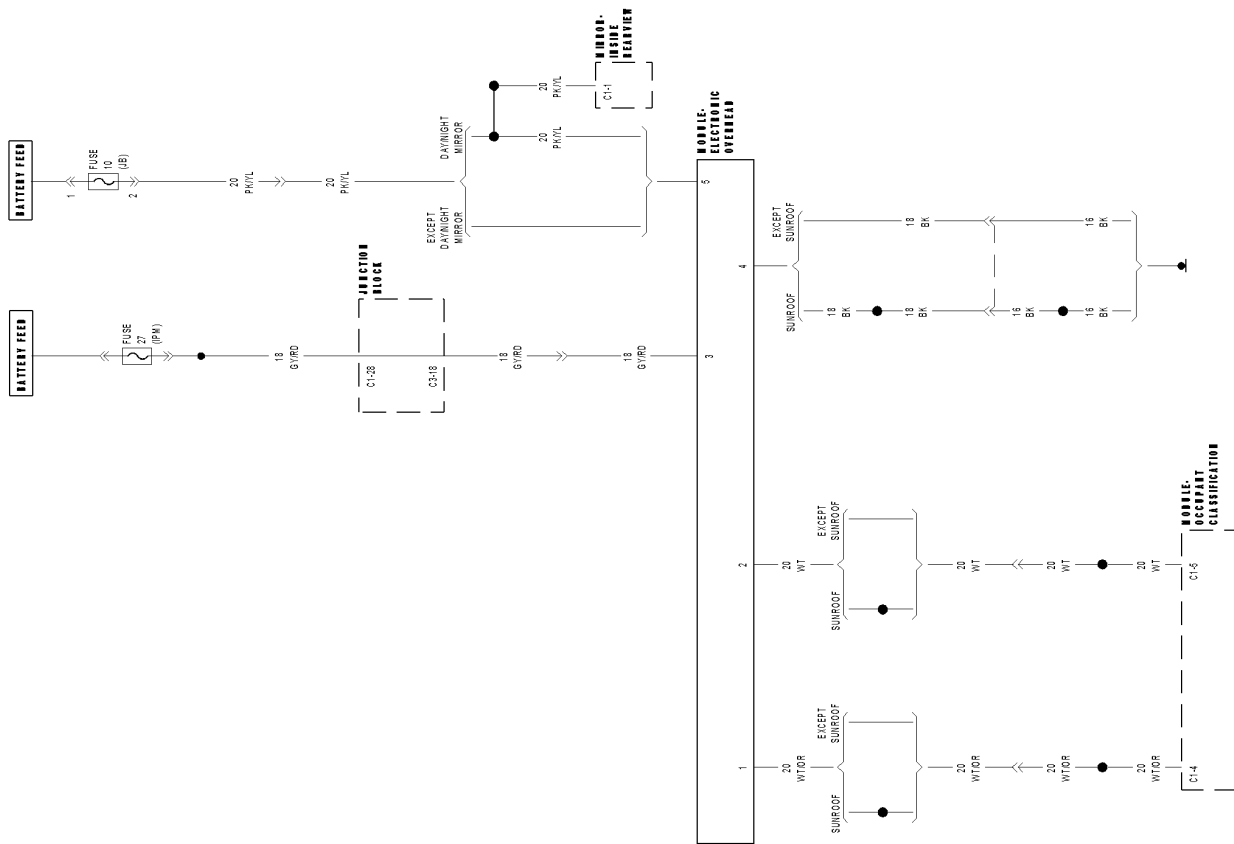 BATTERY FEED
1
FUSE
10
(JB)
2
20
PK/YL
20
PK/YL
DAY/NIGHT
MIRROR
EXCEPT
DAY/NIGHT
MIRROR
20
PK/YL
20
PK/YL
C1-1
MIRROR-
INSIDE
REARVIEW
BATTERY FEED
FUSE
27
(IPM)
18
GY/RD
JUNCTION
BLOCK
C1-28
C3-18
18
GY/RD
18
GY/RD
MODULE-
ELECTRONIC
OVERHEAD
5
4
3
2
1
EXCEPT
SUNROOF
SUNROOF
18
BK
16
BK
18
BK
18
BK
16
BK
16
BK
20
WT
EXCEPT
SUNROOF
SUNROOF
20
WT
20
WT
20
WT
C1-5
20
WT/OR
EXCEPT
SUNROOF
SUNROOF
20
WT/OR
20
WT/OR
20
WT/OR
C1-4
MODULE-
OCCUPANT
CLASSIFICATION